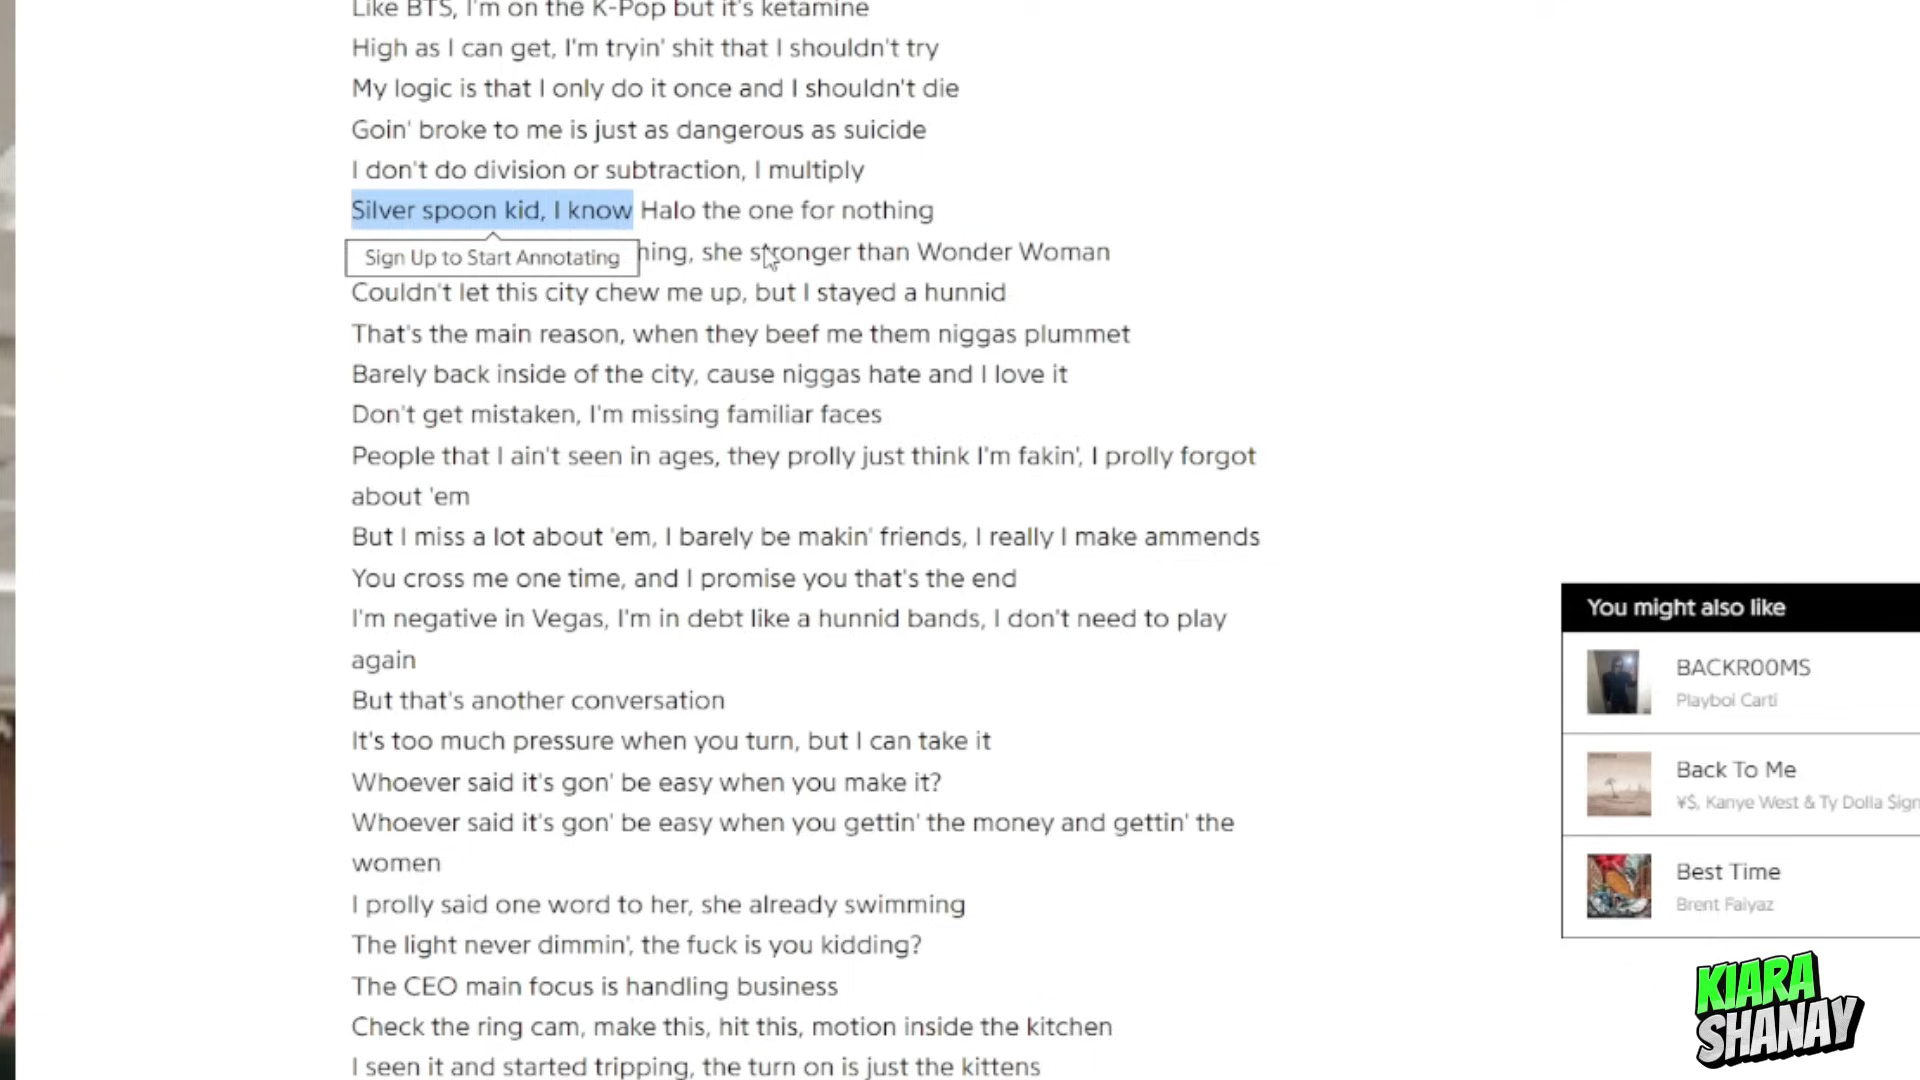 Like BTS, I'm on the K-Pop but it's ketamine
High as I can get, I'm tryin' shit that I shouldn't try
My logic is that I only do it once and I shouldn't die
Goin' broke to me is just as dangerous as suicide
I don't do division or subtraction, I multiply
Silver spoon kid, I know Halo the one for nothing
Sign Up to Start Annotating
hing, she stronger than Wonder Woman
Couldn't let this city chew me up, but I stayed a hunnid
That's the main reason, when they beef me them niggas plummet
Barely back inside of the city, cause niggas hate and I love it
Don't get mistaken, I'm missing familiar faces
People that I ain't seen in ages, they prolly just think I'm fakin', I prolly forgot
about 'em
But I miss a lot about 'em, I barely be makin' friends, I really I make ammends
You cross me one time, and I promise you that's the end
I'm negative in Vegas, I'm in debt like a hunnid bands, I don't need to play
again
But that's another conversation
It's too much pressure when you turn, but I can take it
Whoever said it's gon' be easy when you make it?
Whoever said it's gon' be easy when you gettin' the money and gettin' the
women
I prolly said one word to her, she already swimming
The light never dimmin', the fuck is you kidding?
The CEO main focus is handling business
Check the ring cam, make this, hit this, motion inside the kitchen
I seen it and started tripping, the turn on is just the kittens
You might also like
BACKR00MS
Playboi Carti
Back To Me
¥$, Kanye West & Ty Dolla $ign
Best Time
Brent Faiyaz
KIARA
SHANAY